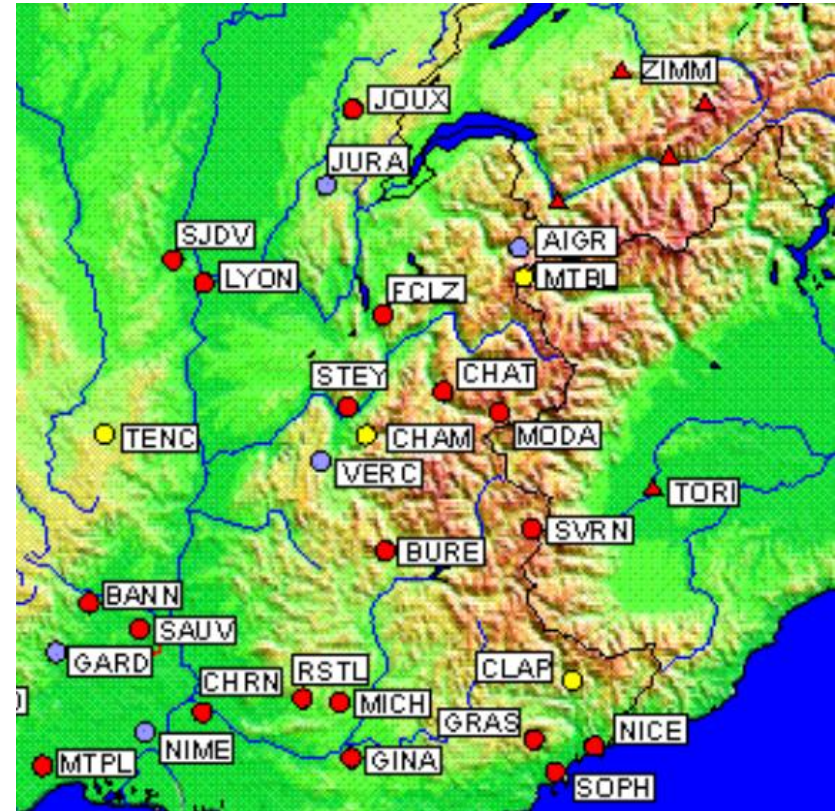 ZIMM
JOUX
JURA
SJDV
AIGR
LYON
MTBL
FCLZ
STEY
CHAT
TENC
CHAM
MODA
VERC
TORI
SVRN
BURE
BANN
SAUV
GARD
RSTL
CLAP
CHRN
MICH
GRAS
NICE
NIME
MTPL
GINA
SOPH